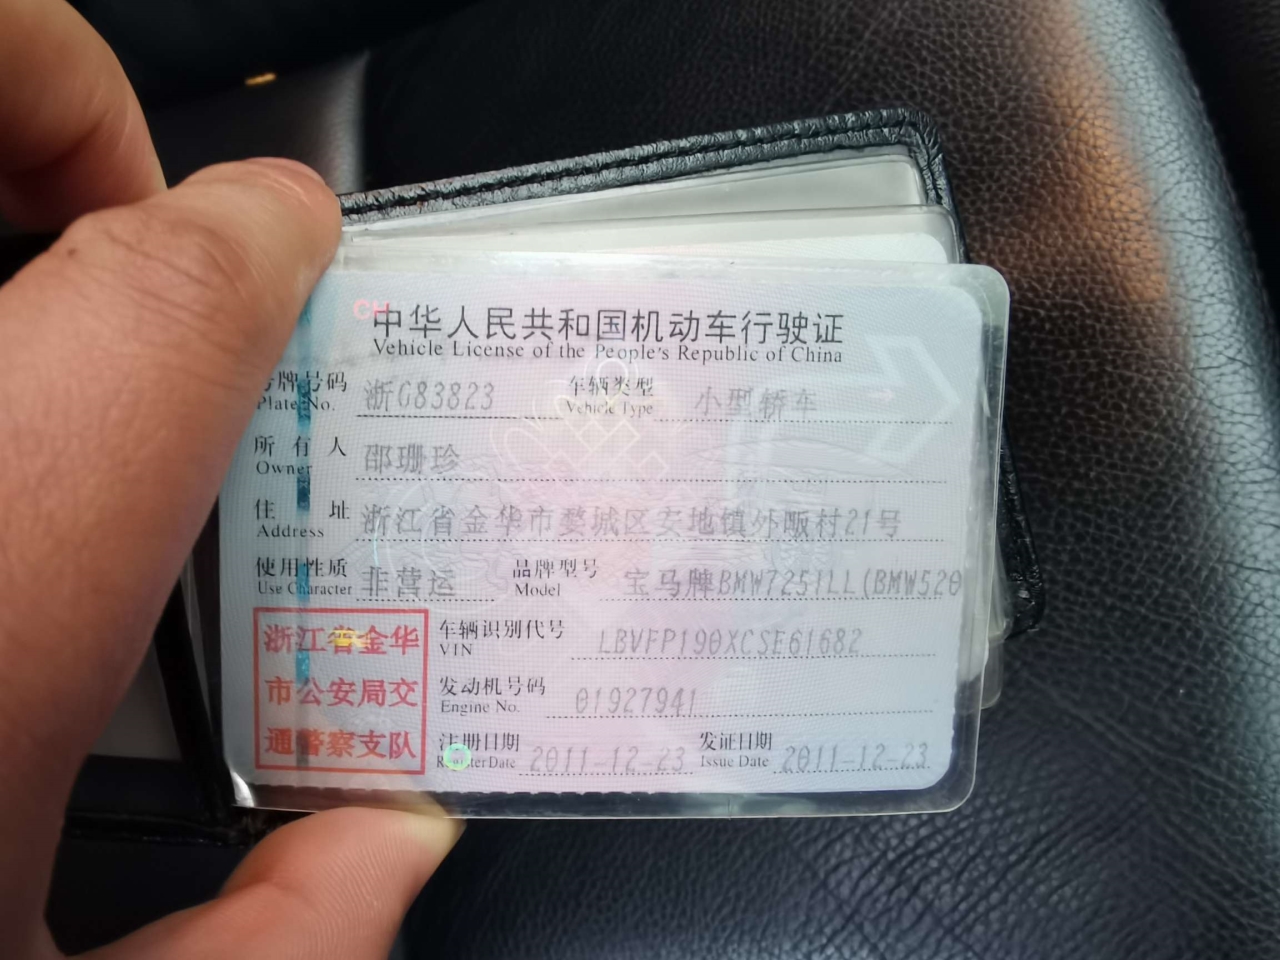 中华人民共和国机动车行驶证
Vehicle License of the People's Republic of China
号牌号码 浙G83823 车辆类型 小型轿车
Plate No. Vehicle Type
所有人 邵珊珍
Owner
住址 浙江省金华市婺城区安地镇外畈村21号
Address
使用性质 非营运 品牌型号 宝马牌BMW7251LL(BMW520
Use Character Model
浙江省金华
市公安局交
通警察支队
车辆识别代号 LBVFP190XCSE61682
VIN
发动机号码 01927941
Engine No.
注册日期 2011-12-23 发证日期 2011-12-23
Register Date Issue Date